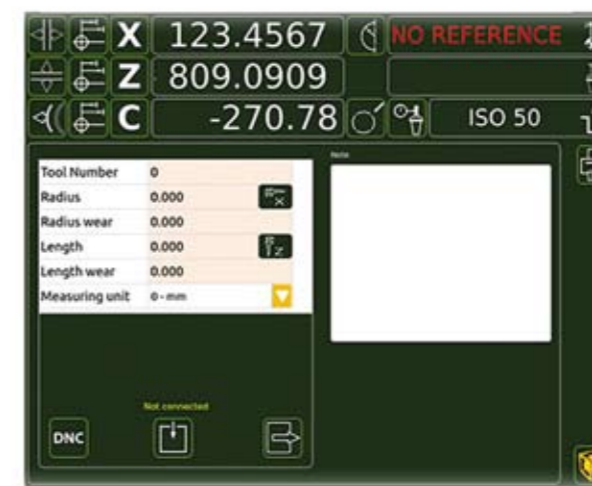 X 123.4567 NO REFERENCE
Z 809.0909
C -270.78 ISO 50
Note
Tool Number 0
Radius 0.000 X
Radius wear 0.000
Length 0.000 Z
Length wear 0.000
Measuring unit 0 - mm
Not connected
DNC